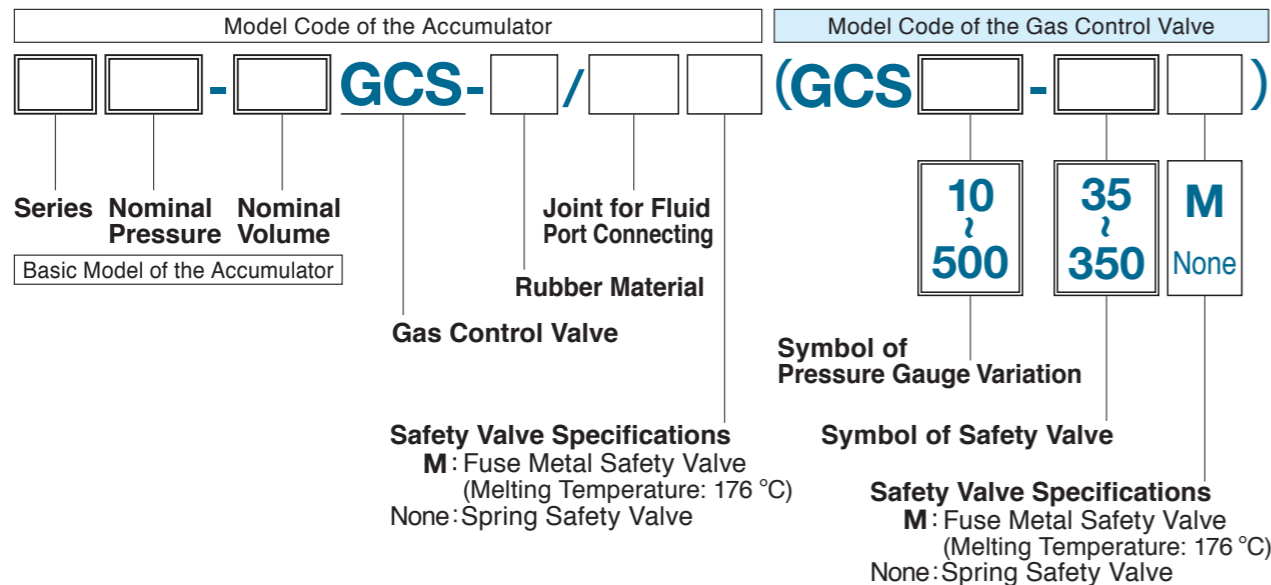 Model Code of the Accumulator
Model Code of the Gas Control Valve
- GCS- / (GCS - )
Series
Nominal
Pressure
Nominal
Volume
Basic Model of the Accumulator
Joint for Fluid
Port Connecting
Rubber Material
Gas Control Valve
10
~
500
35
~
350
M
None
Symbol of
Pressure Gauge Variation
Safety Valve Specifications
M:Fuse Metal Safety Valve
(Melting Temperature: 176 °C)
None:Spring Safety Valve
Symbol of Safety Valve
Safety Valve Specifications
M:Fuse Metal Safety Valve
(Melting Temperature: 176 °C)
None:Spring Safety Valve